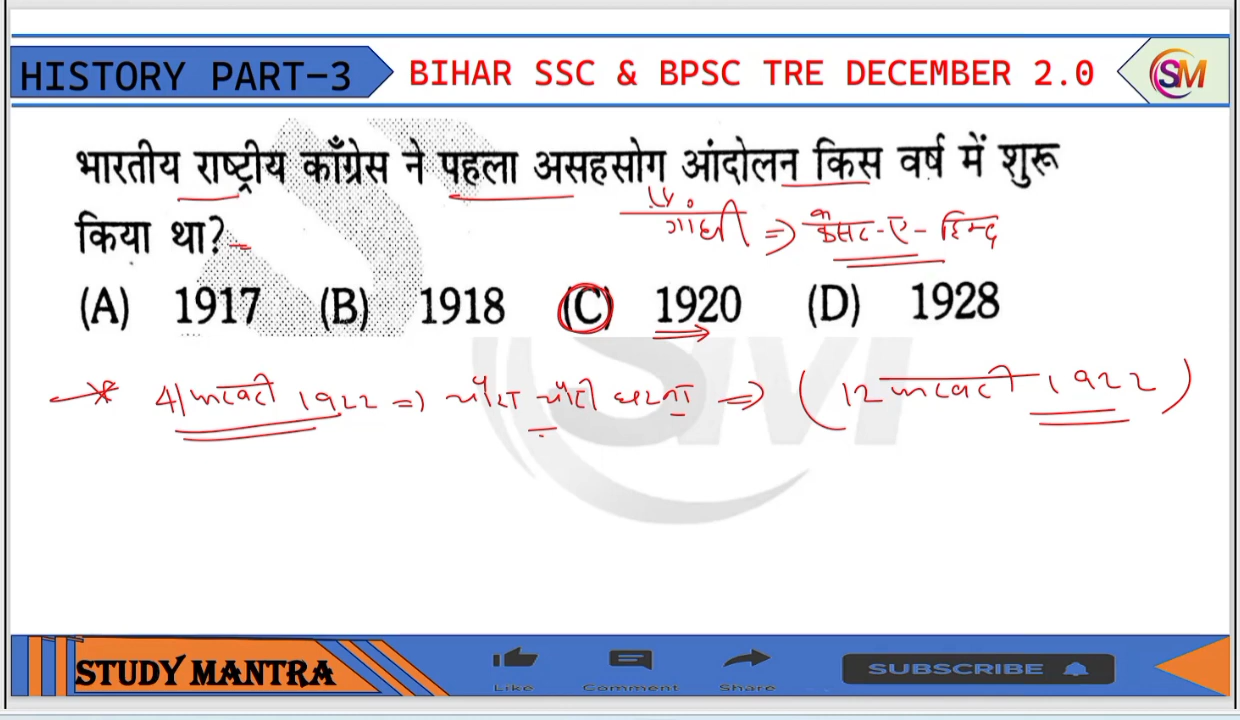 HISTORY PART-3
BIHAR SSC & BPSC TRE DECEMBER 2.0
SM
भारतीय राष्ट्रीय काँग्रेस ने पहला असहसोग आंदोलन किस वर्ष में शुरू
किया था?
गाधी ⇒ कैसर-ए-हिन्द
(A) 1917 (B) 1918 (C) 1920 (D) 1928
4 फरवरी 1922 ⇒ चौरा चौरी घटना ⇒ (12 फरवरी 1922)
STUDY MANTRA
Like
Comment
Share
SUBSCRIBE